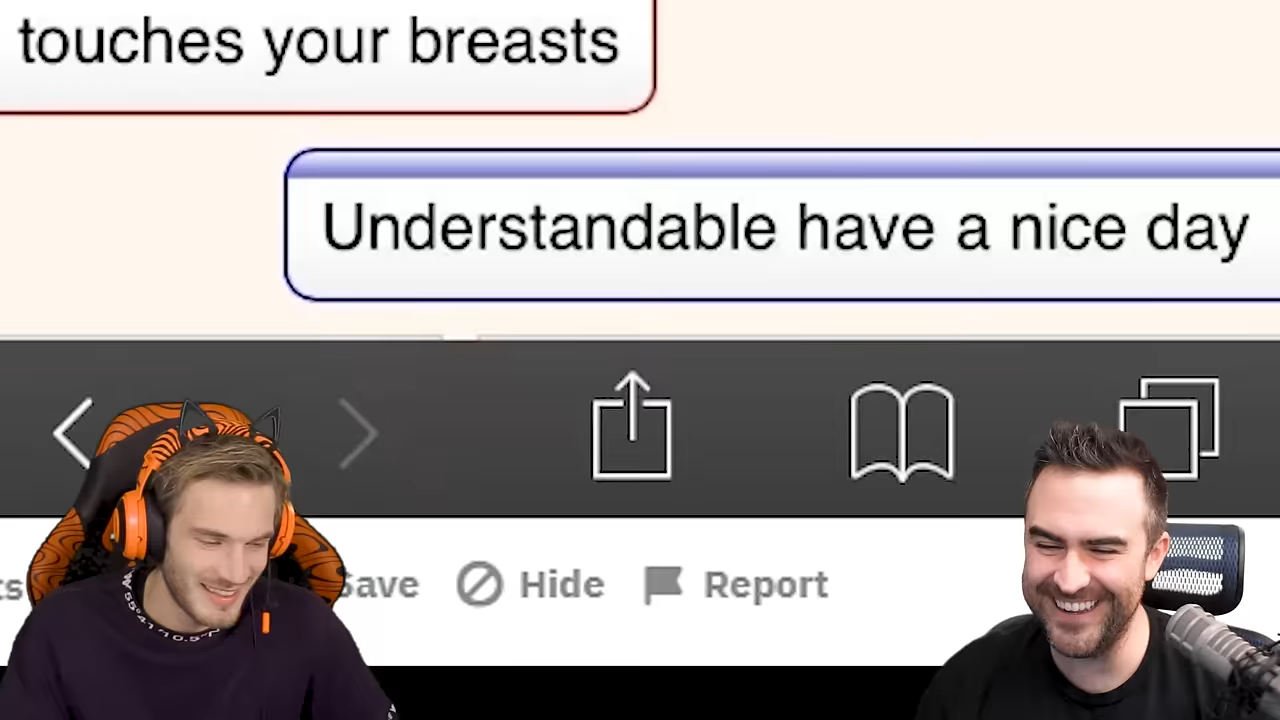 touches your breasts
Understandable have a nice day
Save Hide Report